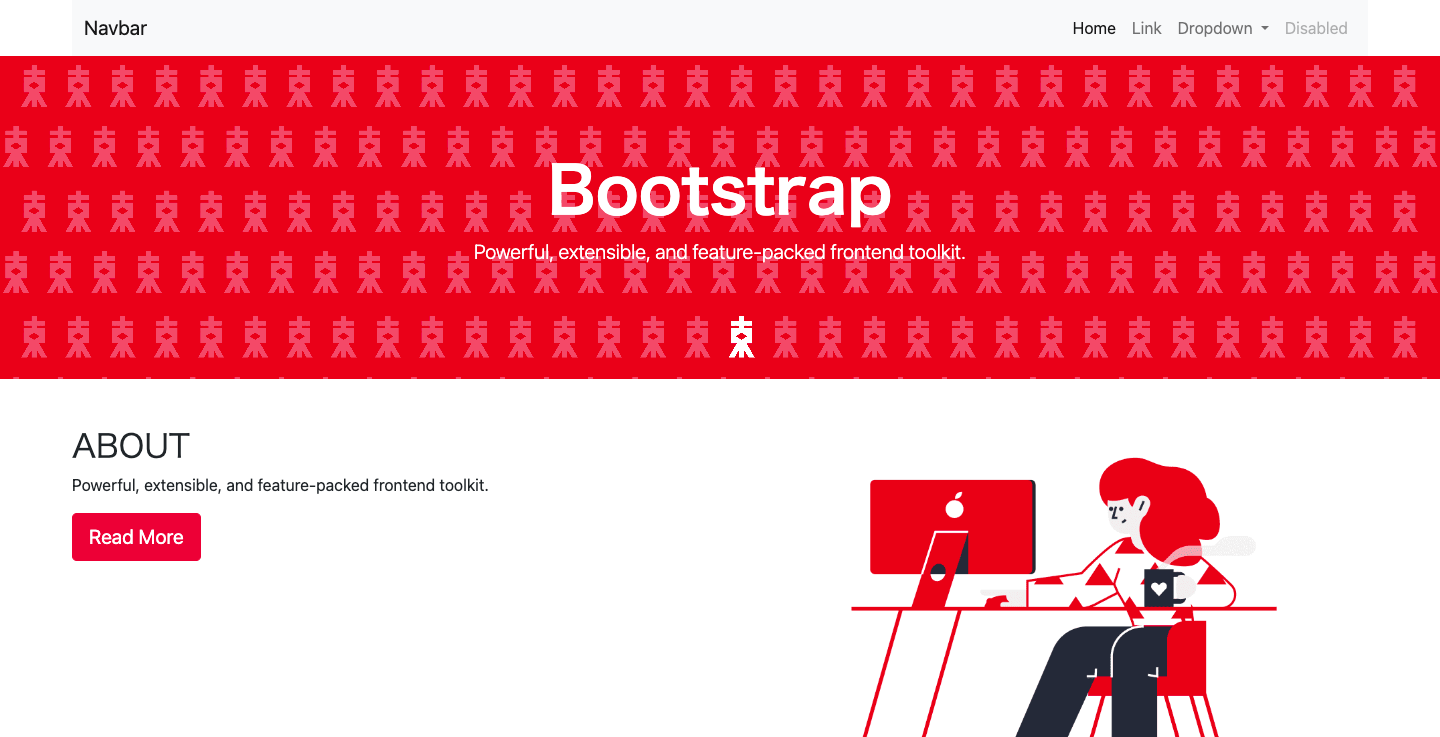 Navbar
Home Link Dropdown Disabled
Bootstrap
Powerful, extensible, and feature-packed frontend toolkit.
ABOUT
Powerful, extensible, and feature-packed frontend toolkit.
Read More